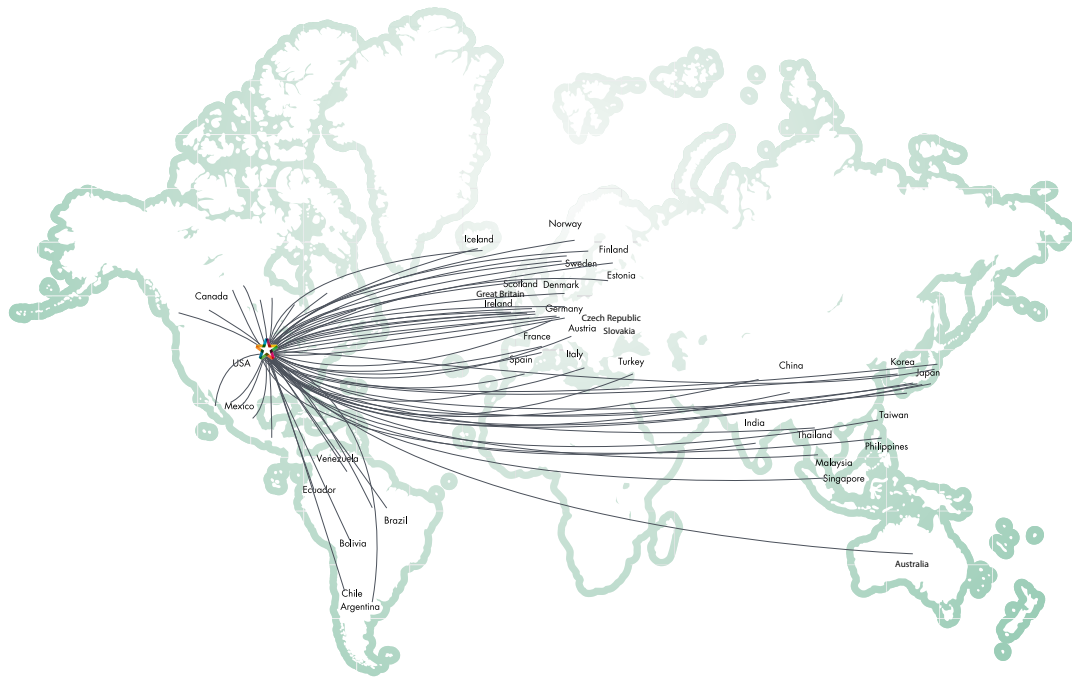 Norway
Iceland
Finland
Sweden
Estonia
Scotland
Denmark
Great Britain
Canada
Ireland
Germany
Czech Republic
Austria
Slovakia
France
Italy
Spain
Turkey
USA
China
Korea
Japan
Mexico
Taiwan
India
Thailand
Philippines
Venezuela
Malaysia
Singapore
Ecuador
Brazil
Bolivia
Australia
Chile
Argentina